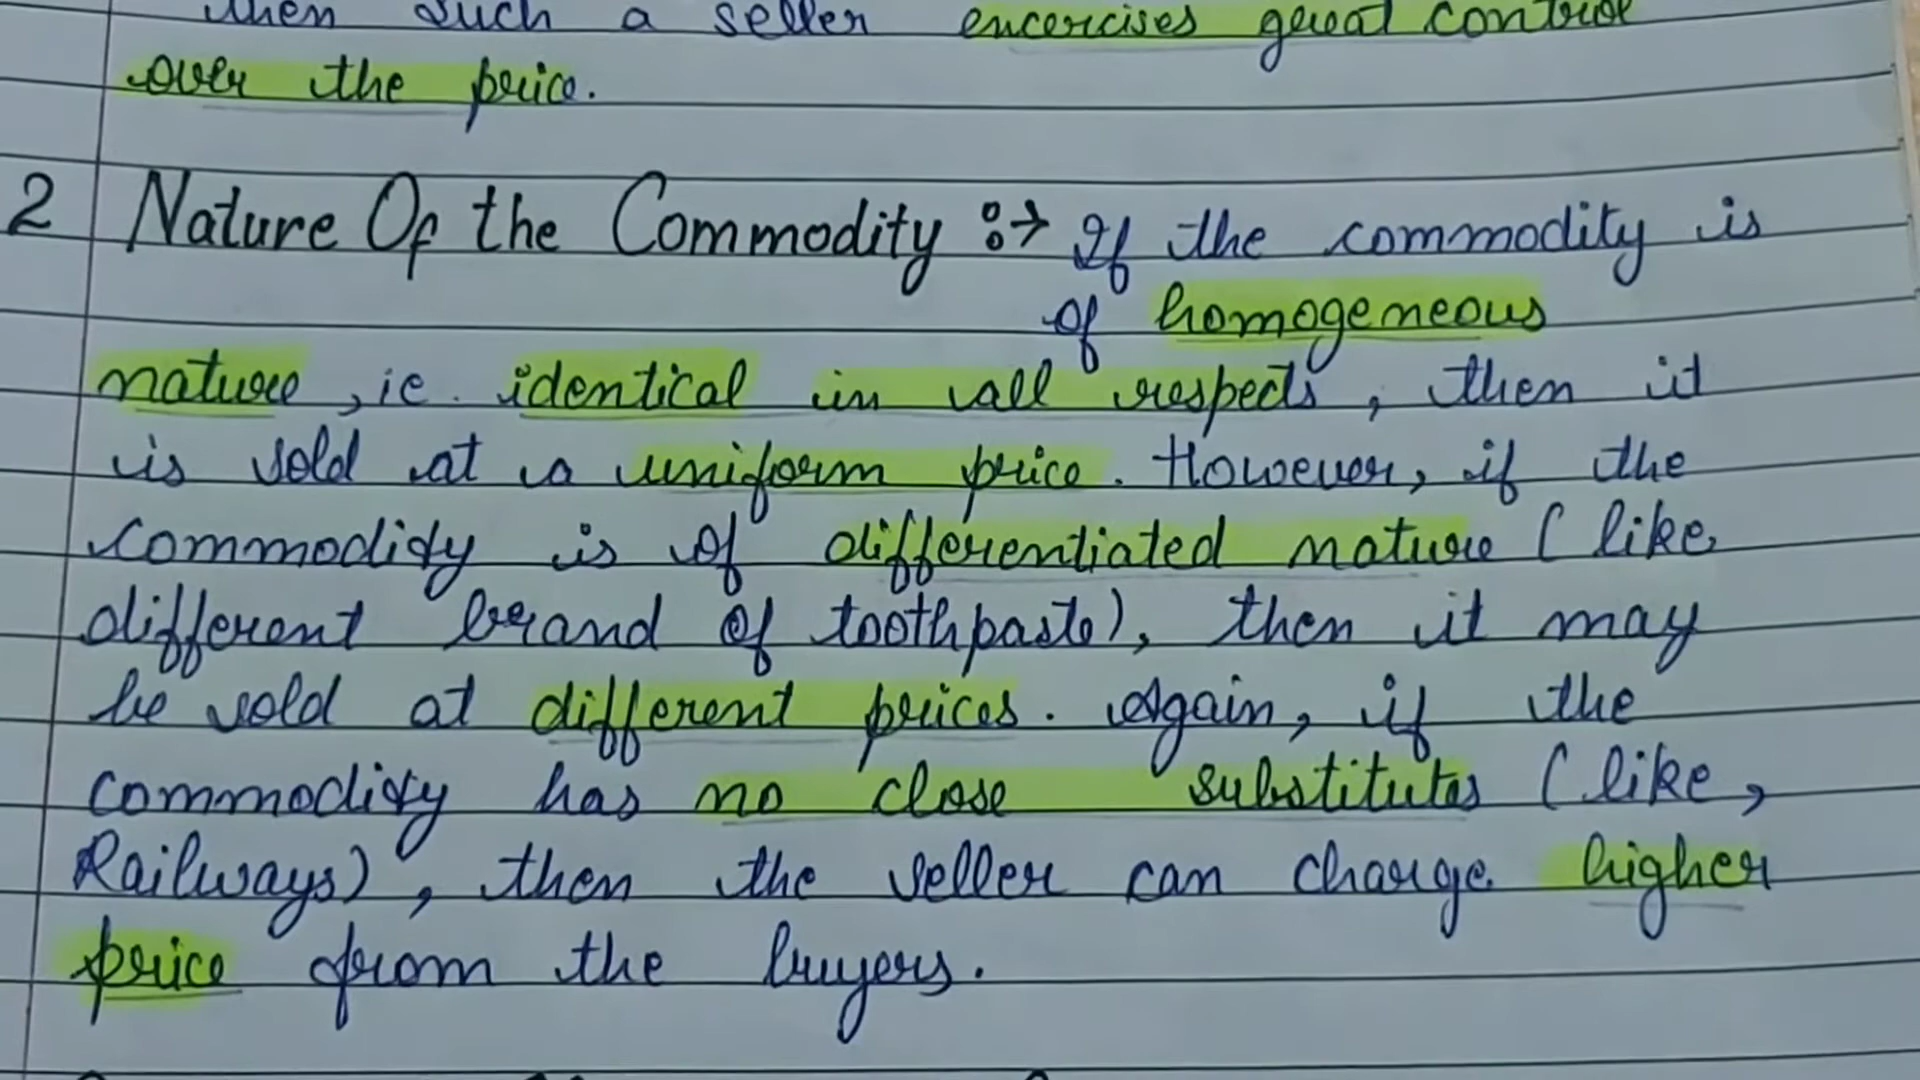 when such a seller encercises great control
over the price.
2 Nature Of the Commodity :→ If the commodity is
of homogeneous
nature, ie. identical in all respects, then it
is sold at a uniform price. However, if the
commodity is of differentiated nature ( like
different brand of toothpaste), then it may
be sold at different prices. Again, if the
commodity has no close substitutes ( like,
Railways), then the seller can charge higher
price from the buyers.